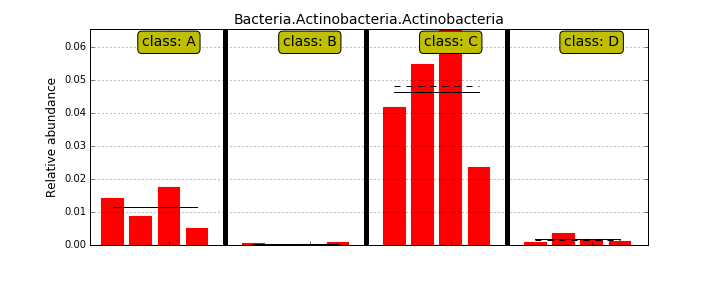 Bacteria.Actinobacteria.Actinobacteria
class: A
class: B
class: C
class: D
Relative abundance
0.06
0.05
0.04
0.03
0.02
0.01
0.00